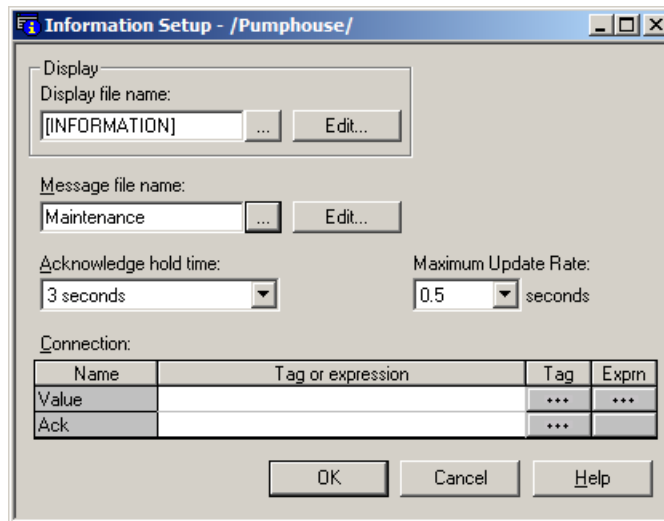 Information Setup - /Pumphouse/
Display
Display file name:
[INFORMATION] ... Edit...
Message file name:
Maintenance ... Edit...
Acknowledge hold time: Maximum Update Rate:
3 seconds 0.5 seconds
Connection:
Name Tag or expression Tag Exprn
Value ... ...
Ack ...
OK Cancel Help